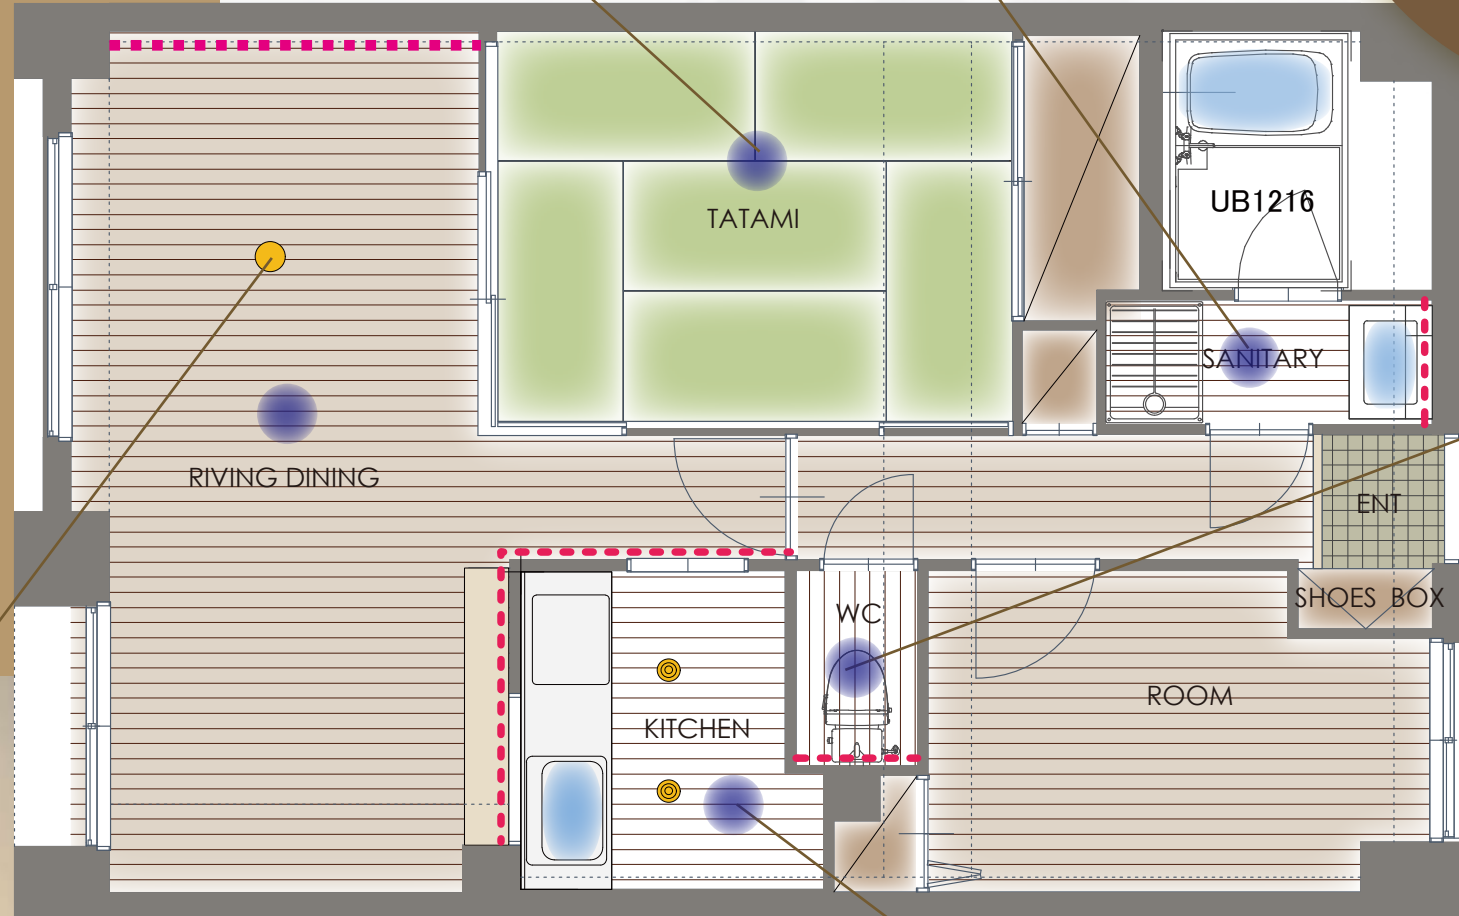 UB1216
TATAMI
SANITARY
RIVING DINING
ENT
SHOES BOX
WC
ROOM
KITCHEN